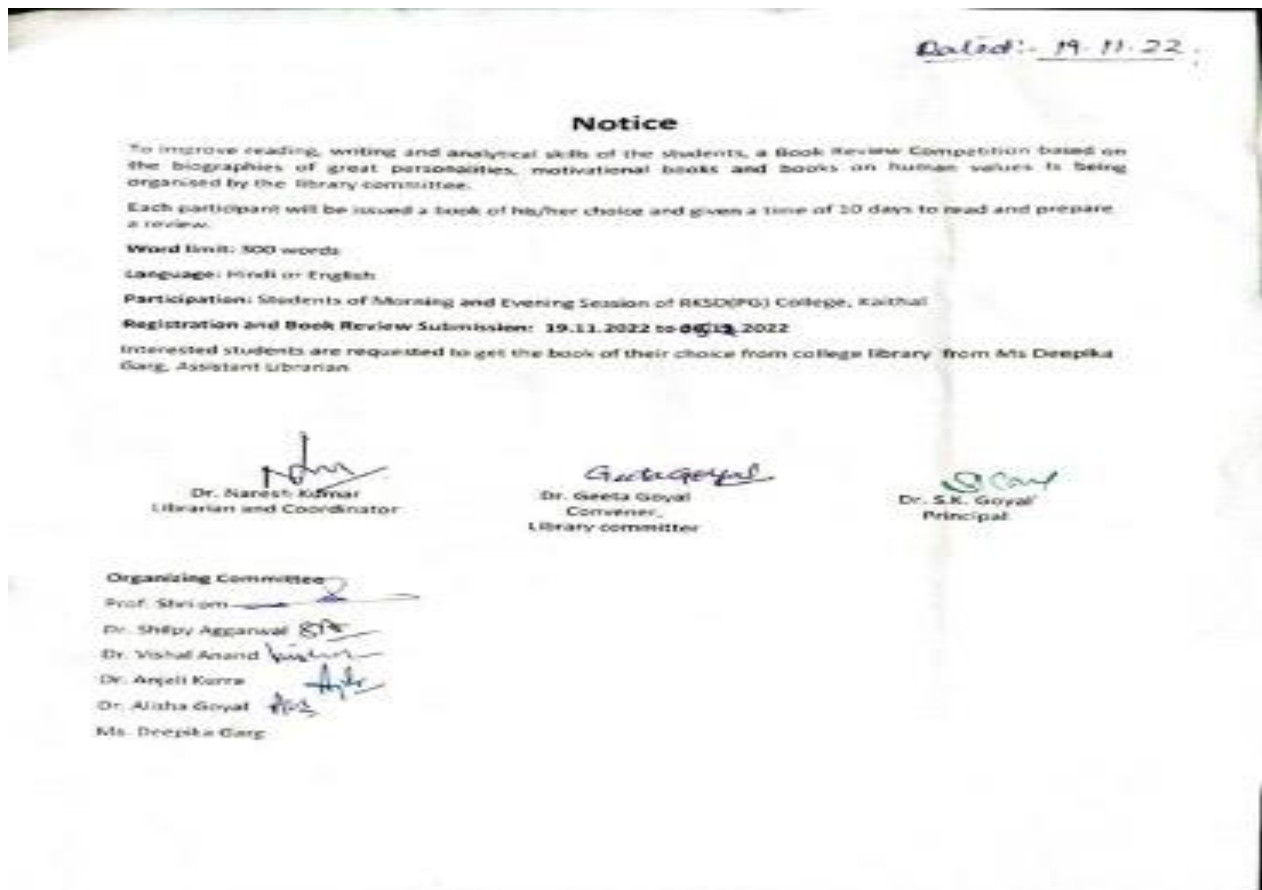 Dated:- 19.11.22.
Notice
To improve reading, writing and analytical skills of the students, a Book Review Competition based on
the biographies of great personalities, motivational books and books on human values is being
organised by the library committee.
Each participant will be issued a book of his/her choice and given a time of 10 days to read and prepare
a review.
Word limit: 300 words
Language: Hindi or English
Participation: Students of Morning and Evening Session of RKSD(PG) College, Kaithal
Registration and Book Review Submission: 19.11.2022 to 2022
Interested students are requested to get the book of their choice from college library from Ms Deepika
Garg, Assistant Librarian
Geeta Goyal
Dr. Naresh Kumar
Librarian and Coordinator
Dr. Geeta Goyal
Convener,
Library committer
Dr. S.K. Goyal
Principal
Organizing Committee
Prof. Shri om
Dr. Shilpy Aggarwal
Dr. Vishal Anand
Dr. Anjali
Dr. Alisha Goyal
Ms. Deepika Garg